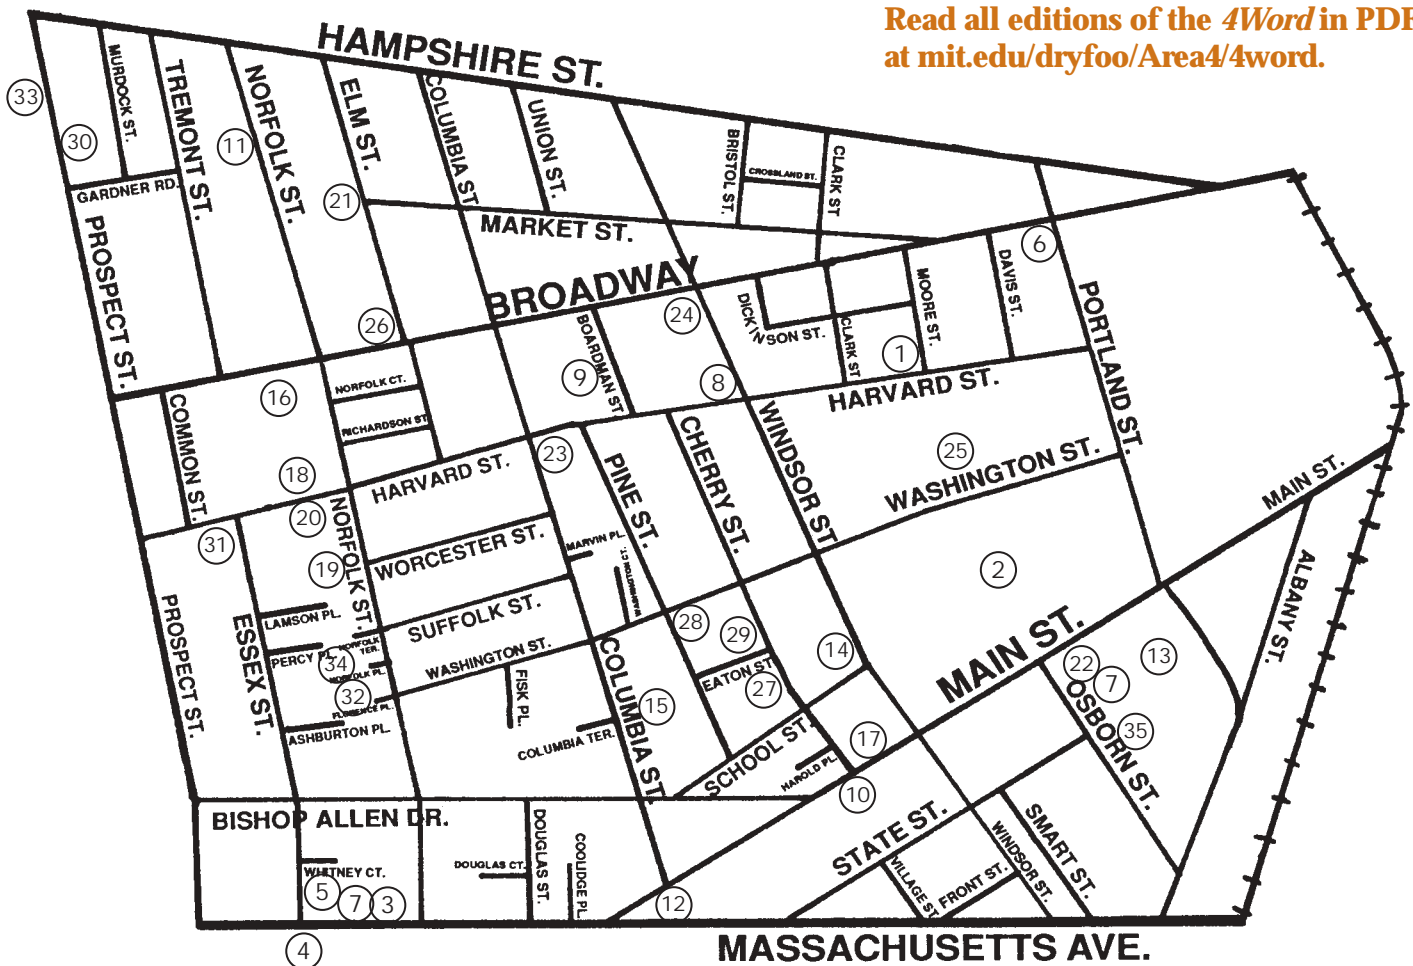 Read all editions of the 4Word in PDF
at mit.edu/dryfoo/Area4/4word.
HAMPSHIRE ST.
MURDOCK ST.
TREMONT ST.
NORFOLK ST.
ELM ST.
COLUMBIA ST.
UNION ST.
BRISTOL ST.
CROSSLAND ST.
CLARK ST
33
30
11
GARDNER RD.
21
MARKET ST.
PROSPECT ST.
6
DAVIS ST.
MOORE ST.
PORTLAND ST.
BROADWAY
26
24
DICKINSON ST.
BOARDMAN ST.
CLARK ST
1
9
8
NORFOLK CT.
16
COMMON ST.
RICHARDSON ST
HARVARD ST.
WINDSOR ST
CHERRY ST.
PINE ST.
23
25
18
HARVARD ST.
WASHINGTON ST.
MAIN ST.
20
NORFOLK ST.
31
WORCESTER ST.
MARVIN PL.
WASHINGTON CT.
19
2
ALBANY ST.
PROSPECT ST.
ESSEX ST.
LAMSON PL.
SUFFOLK ST.
28
29
14
MAIN ST.
PERCY PL.
NORFOLK TER.
34
NORFOLK PL.
WASHINGTON ST.
COLUMBIA ST.
EATON ST
22
13
32
FLORENCE PL.
FISK PL.
27
7
OSBORN ST.
15
35
ASHBURTON PL.
COLUMBIA TER.
SCHOOL ST.
17
HAROLD PL.
10
BISHOP ALLEN DR.
DOUGLAS ST.
COOLIDGE PL.
STATE ST.
WINDSOR ST.
SMART ST.
WHITNEY CT.
DOUGLAS CT.
VILLAGE ST.
FRONT ST.
5
7
3
12
4
MASSACHUSETTS AVE.